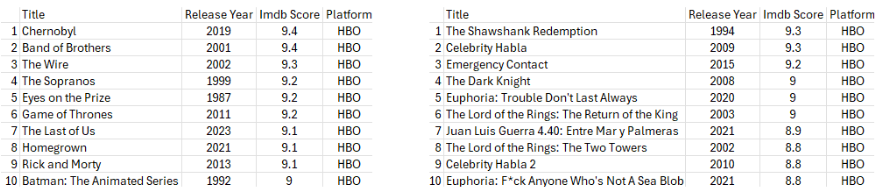 Title Release Year Imdb Score Platform
1 Chernobyl 2019 9.4 HBO
2 Band of Brothers 2001 9.4 HBO
3 The Wire 2002 9.3 HBO
4 The Sopranos 1999 9.2 HBO
5 Eyes on the Prize 1987 9.2 HBO
6 Game of Thrones 2011 9.2 HBO
7 The Last of Us 2023 9.1 HBO
8 Homegrown 2021 9.1 HBO
9 Rick and Morty 2013 9.1 HBO
10 Batman: The Animated Series 1992 9 HBO
Title Release Year Imdb Score Platform
1 The Shawshank Redemption 1994 9.3 HBO
2 Celebrity Habla 2009 9.3 HBO
3 Emergency Contact 2015 9.2 HBO
4 The Dark Knight 2008 9 HBO
5 Euphoria: Trouble Don't Last Always 2020 9 HBO
6 The Lord of the Rings: The Return of the King 2003 9 HBO
7 Juan Luis Guerra 4.40: Entre Mar y Palmeras 2021 8.9 HBO
8 The Lord of the Rings: The Two Towers 2002 8.8 HBO
9 Celebrity Habla 2 2010 8.8 HBO
10 Euphoria: F*ck Anyone Who's Not A Sea Blob 2021 8.8 HBO